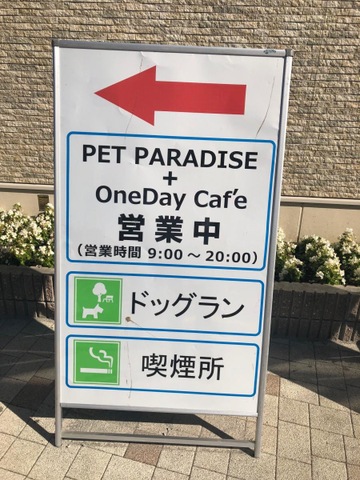 PET PARADISE
+
OneDay Caf'e
営業中
（営業時間 9:00～20:00）
ドッグラン
喫煙所